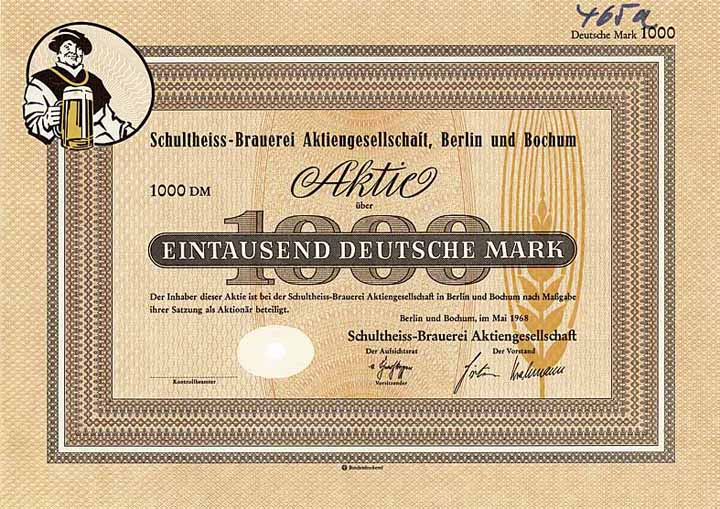 465a
Deutsche Mark 1000
Schultheiss-Brauerei Aktiengesellschaft, Berlin und Bochum
Aktie
1000 DM
über
1000
EINTAUSEND DEUTSCHE MARK
Der Inhaber dieser Aktie ist bei der Schultheiss-Brauerei Aktiengesellschaft in Berlin und Bochum nach Maßgabe
ihrer Satzung als Aktionär beteiligt.
Berlin und Bochum, im Mai 1968
Schultheiss-Brauerei Aktiengesellschaft
Der Aufsichtsrat Der Vorstand
Kontrollbeamter Vorsitzender
Bundesdruckerei